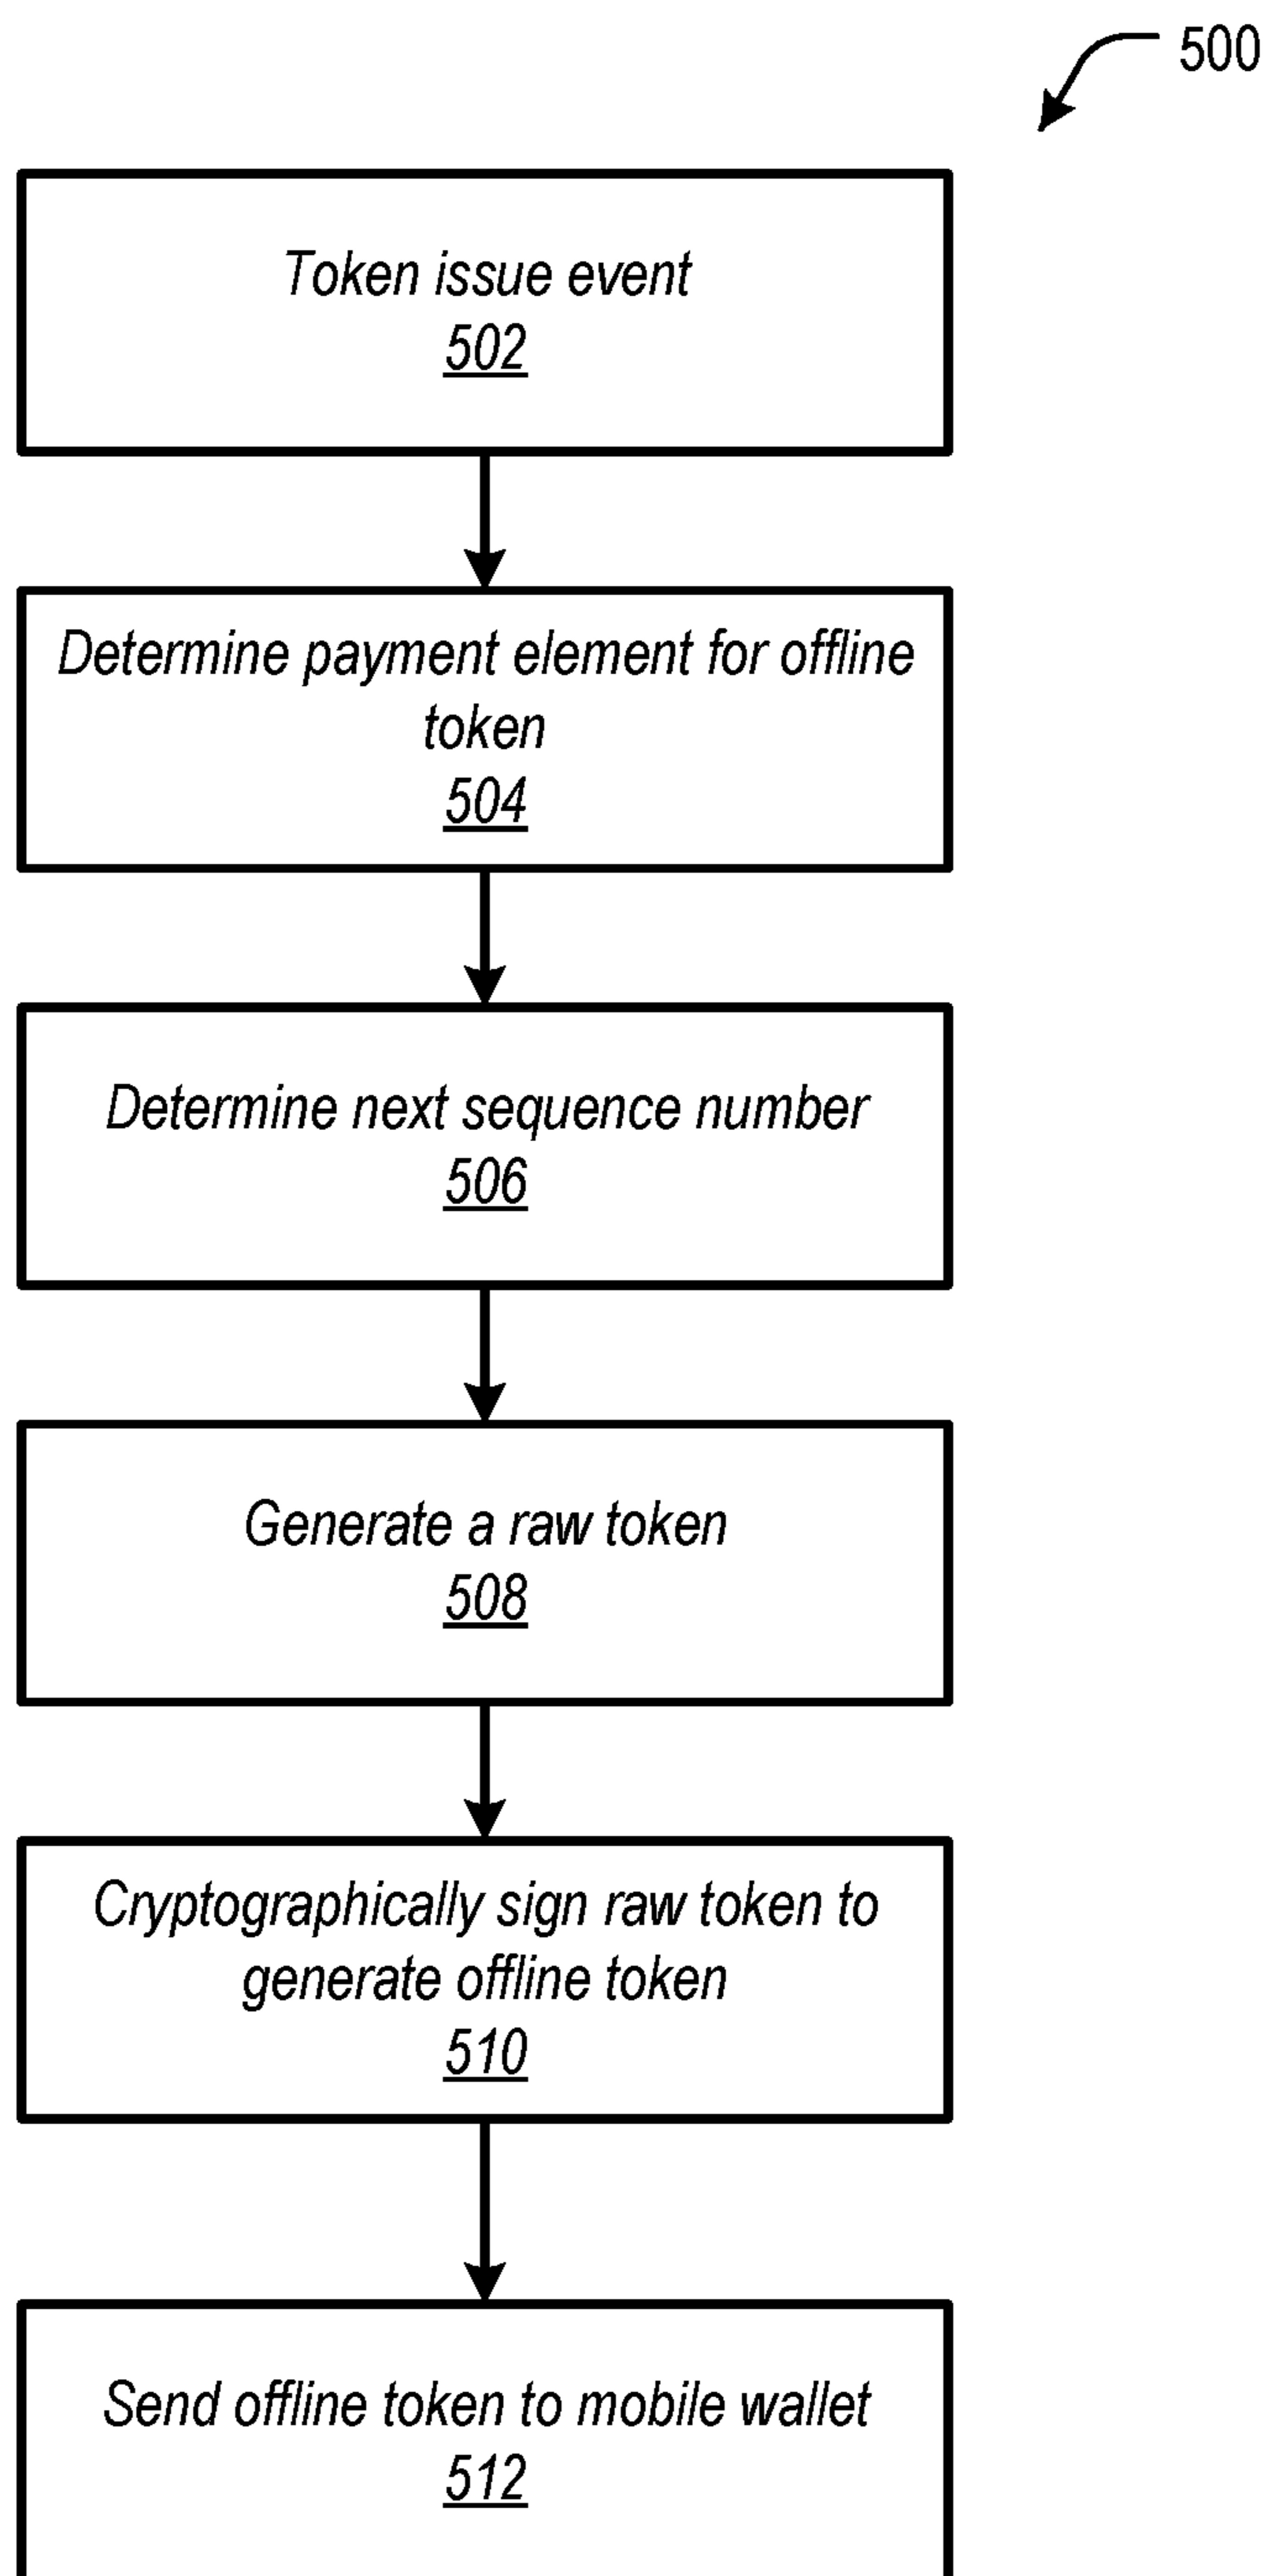 500
Token issue event
502
Determine payment element for offline
token
504
Determine next sequence number
506
Generate a raw token
508
Cryptographically sign raw token to
generate offline token
510
Send offline token to mobile wallet
512